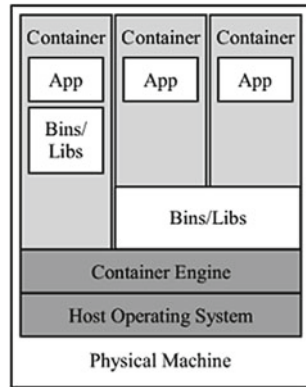 Container Container Container
App App App
Bins/
Libs
Bins/Libs
Container Engine
Host Operating System
Physical Machine